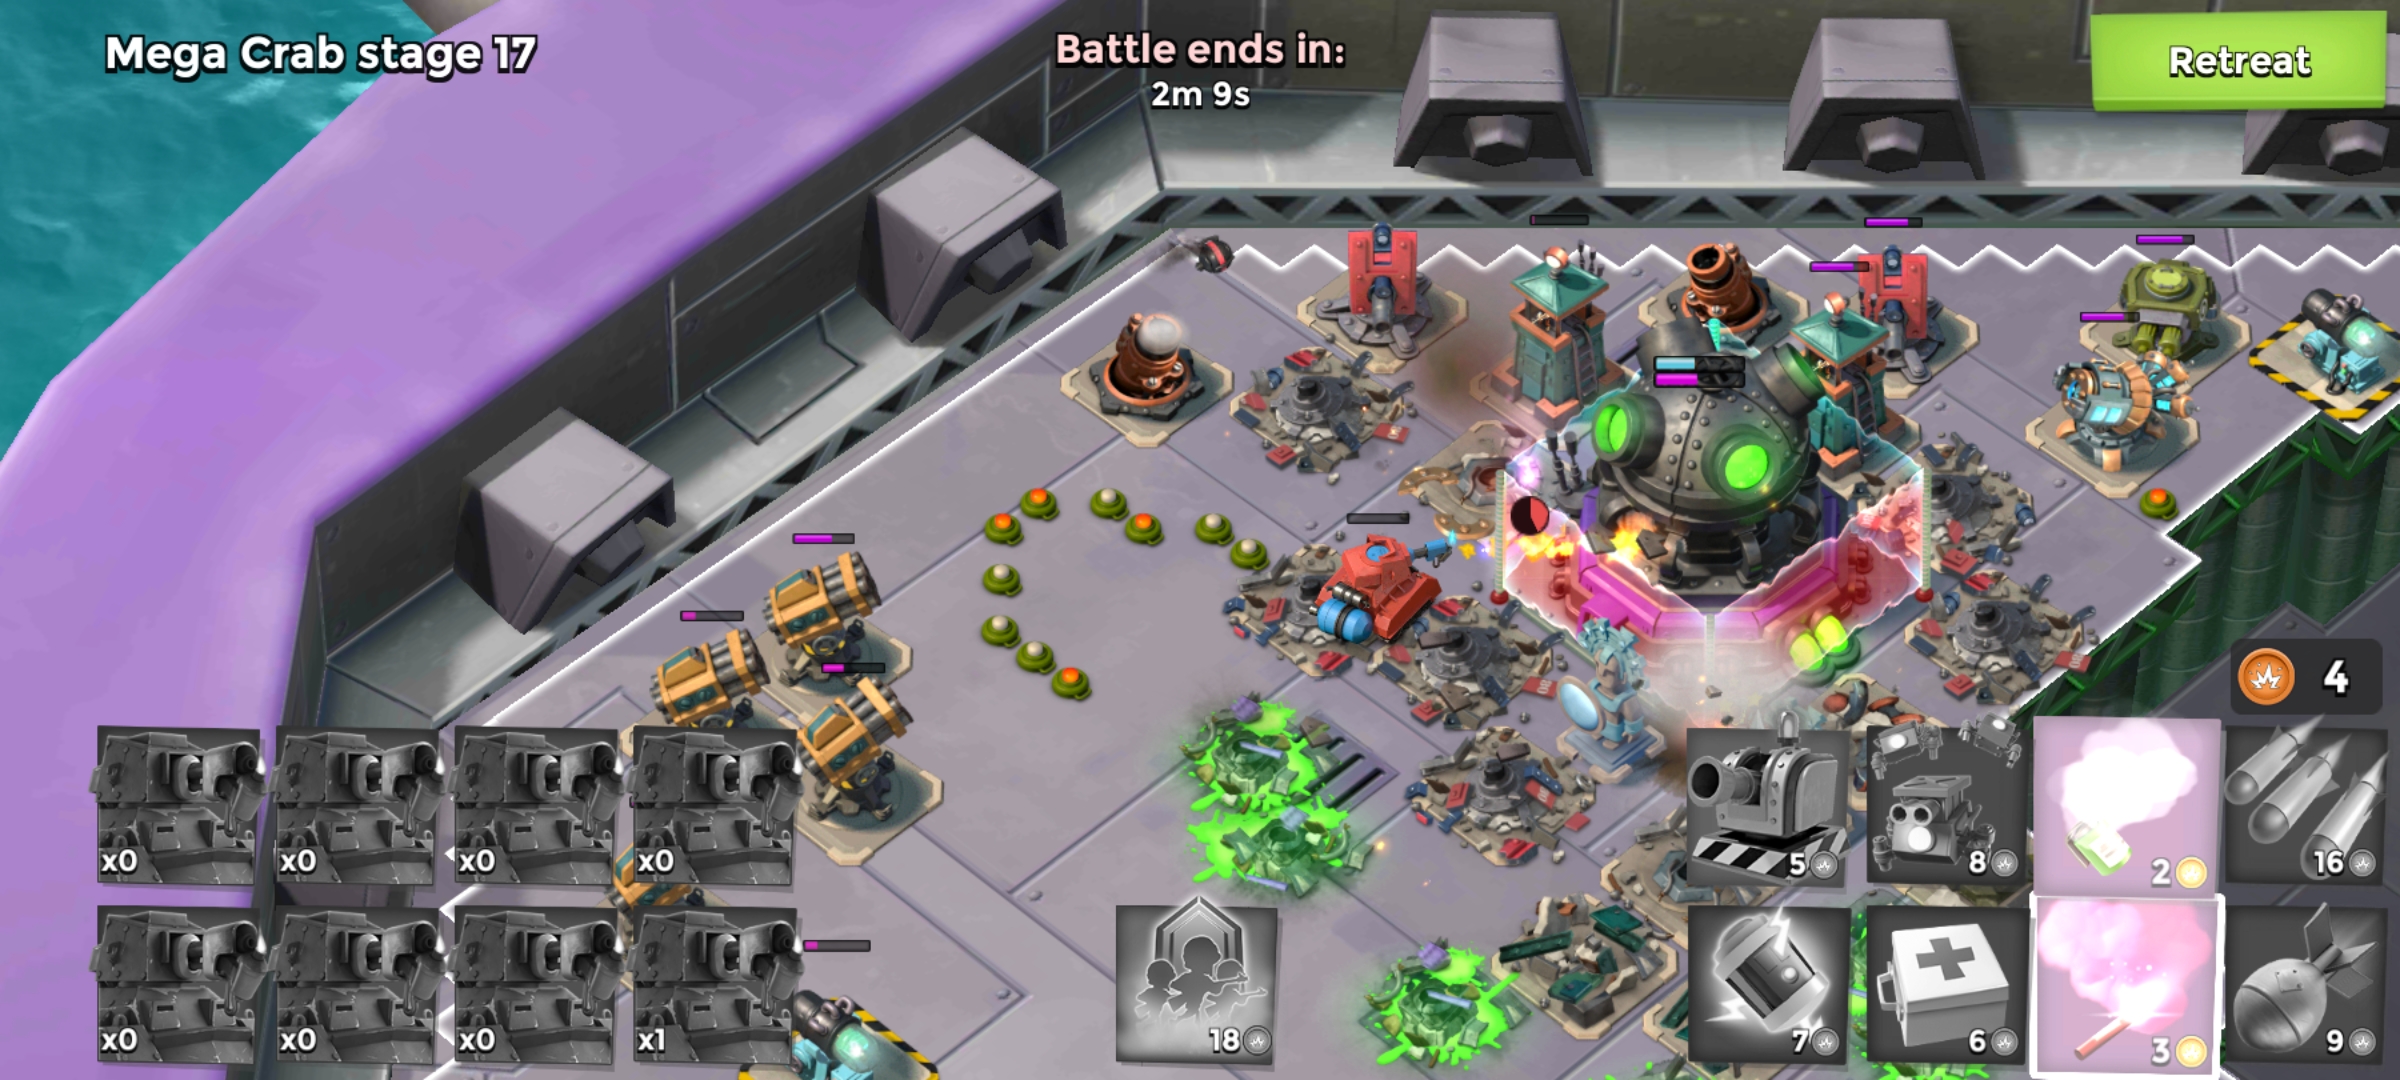 Mega Crab stage 17
Battle ends in:
2m 9s
Retreat
4
x0
x0
x0
x0
5
8
2
16
x0
x0
x0
x1
18
7
6
3
9